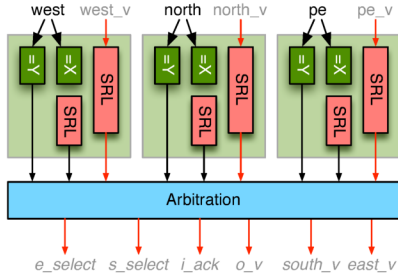 west west_v north north_v pe pe_v
=Y =X SRL =Y =X SRL =Y =X SRL
SRL SRL SRL
Arbitration
e_select s_select i_ack o_v south_v east_v